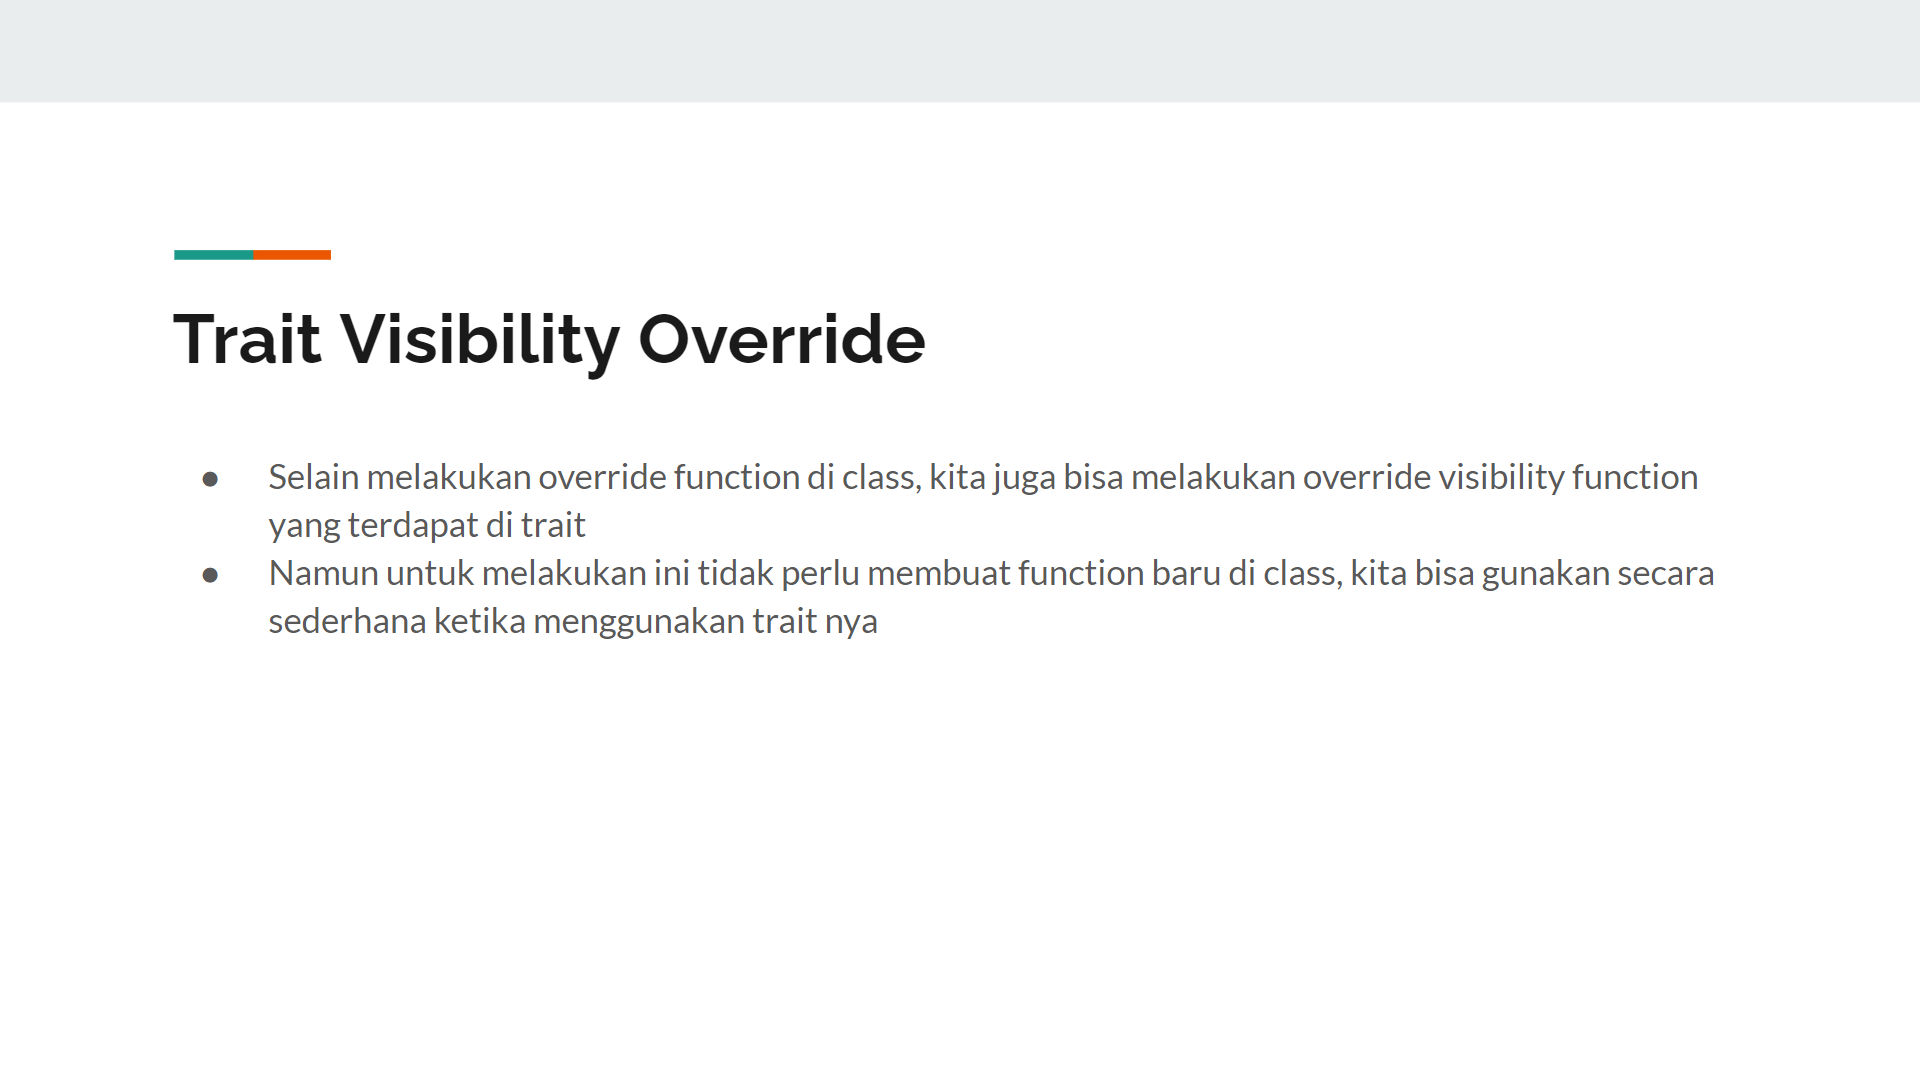 Trait Visibility Override
● Selain melakukan override function di class, kita juga bisa melakukan override visibility function
yang terdapat di trait
● Namun untuk melakukan ini tidak perlu membuat function baru di class, kita bisa gunakan secara
sederhana ketika menggunakan trait nya